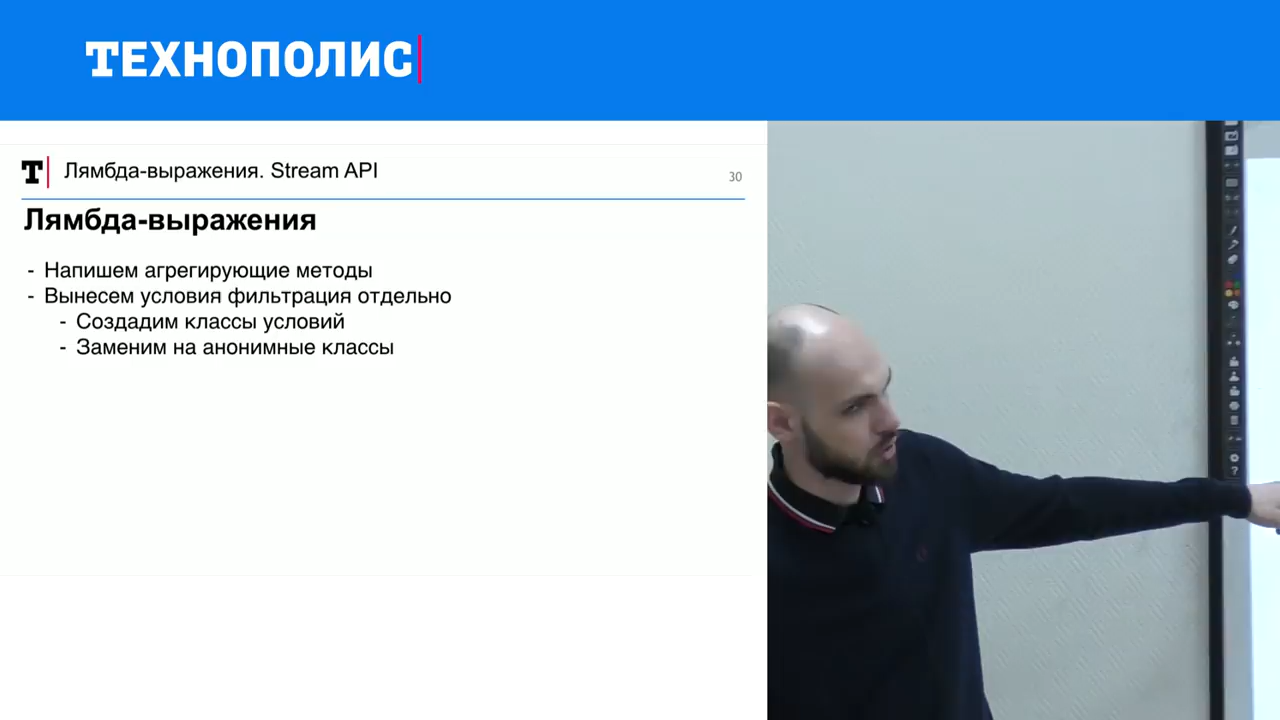 ТЕХНОПОЛИС
Т Лямбда-выражения. Stream API
30
Лямбда-выражения
- Напишем агрегирующие методы
- Вынесем условия фильтрация отдельно
- Создадим классы условий
- Заменим на анонимные классы
?